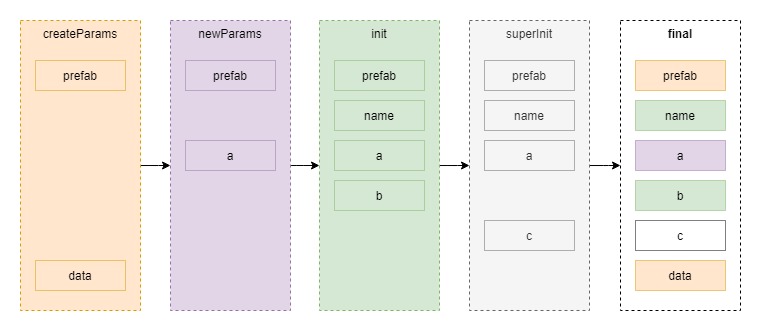 createParams
prefab
data
newParams
prefab
a
init
prefab
name
a
b
superInit
prefab
name
a
c
final
prefab
name
a
b
c
data